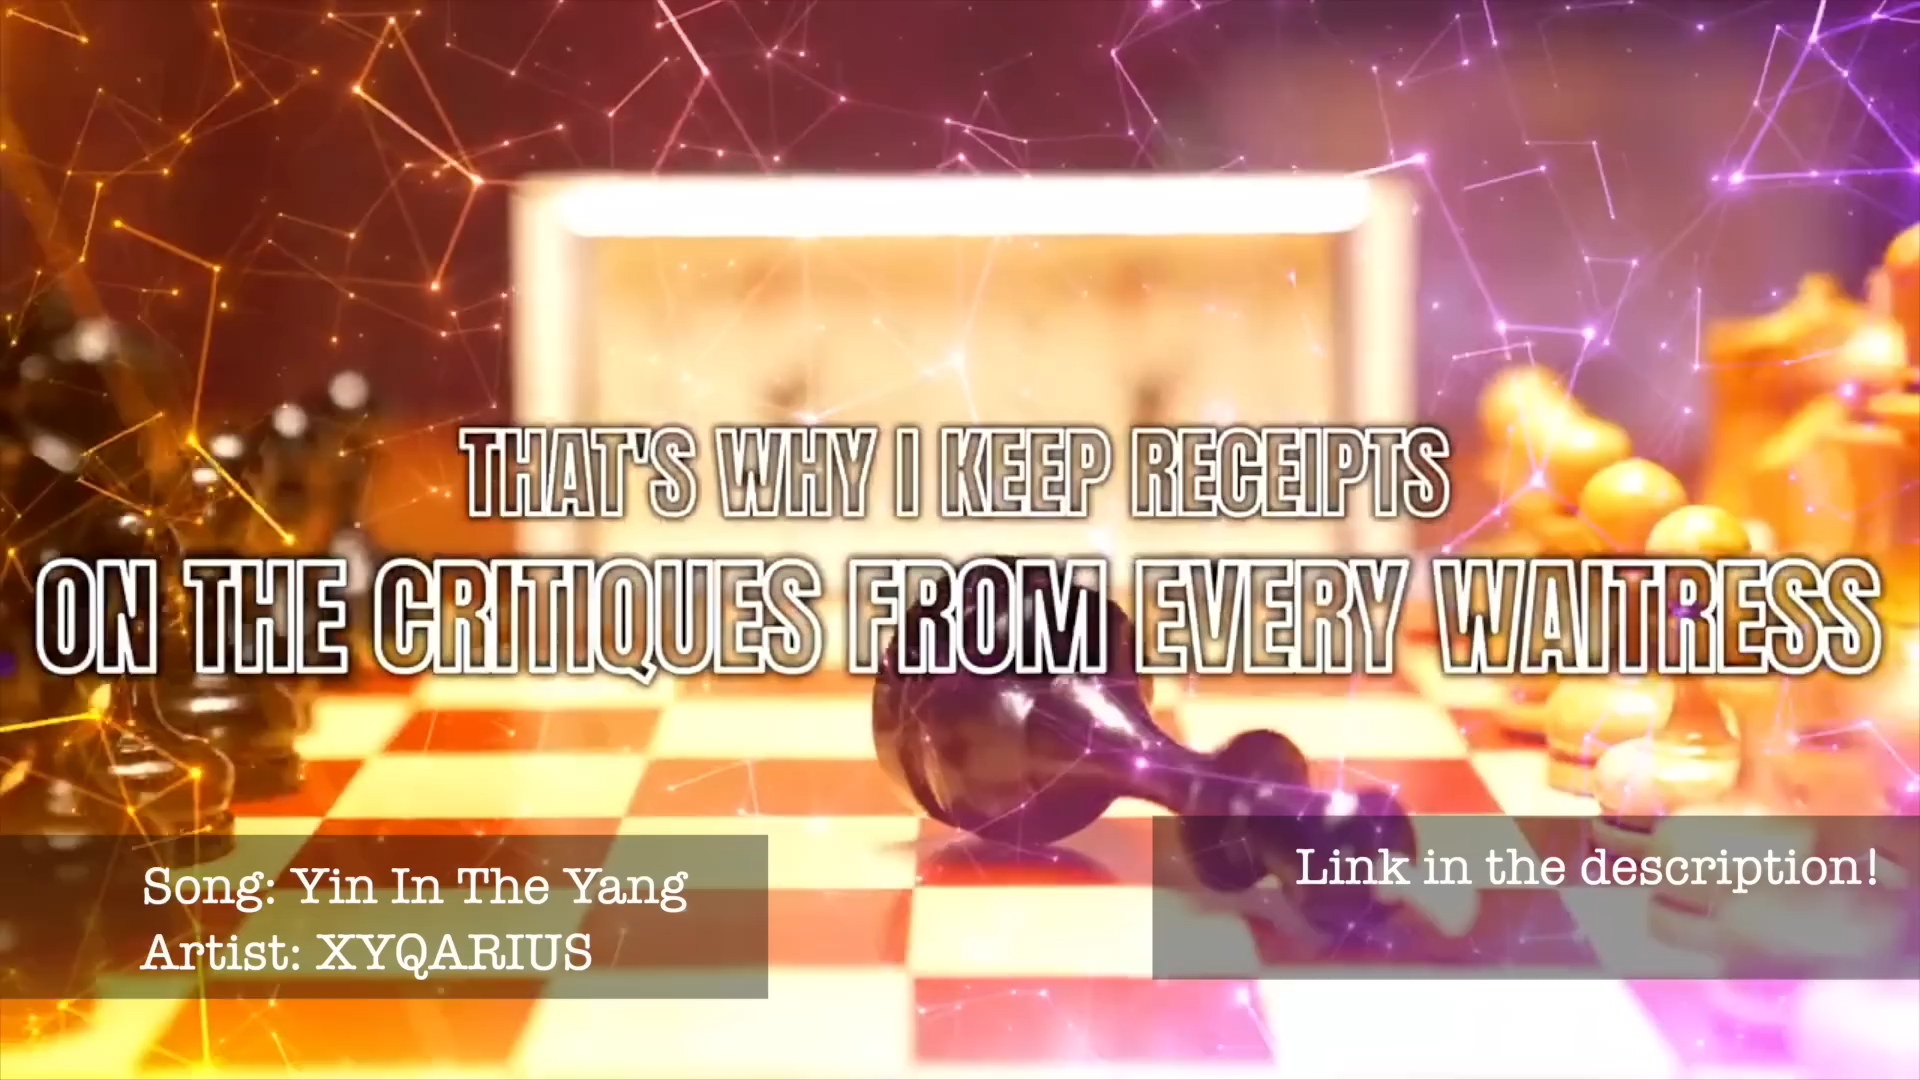 THAT'S WHY I KEEP RECEIPTS
ON THE CRITIQUES FROM EVERY WAITRESS
Song: Yin In The Yang
Artist: XYQARIUS
Link in the description!